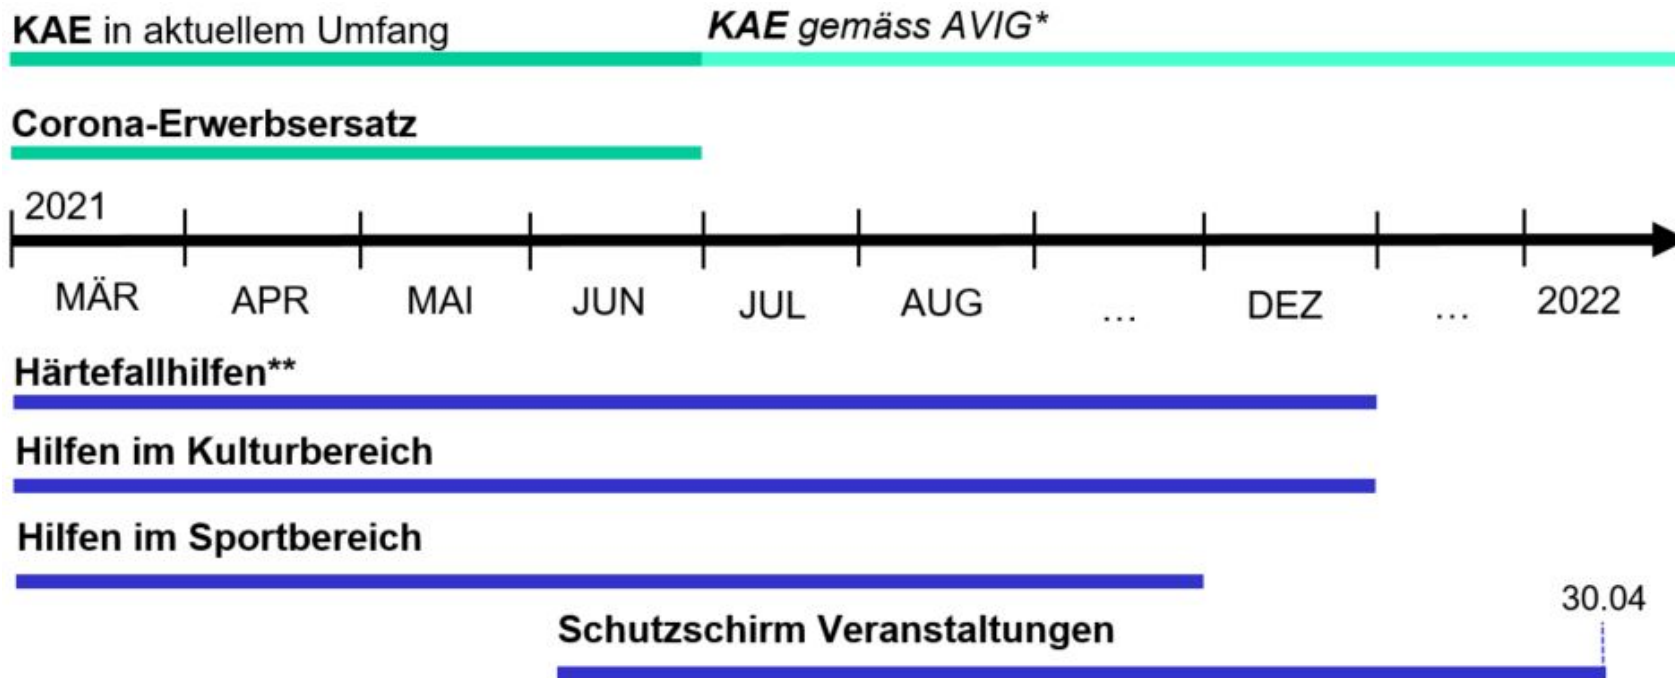 KAE in aktuellem Umfang
KAE gemäss AVIG*
Corona-Erwerbsersatz
2021
MÄR APR MAI JUN JUL AUG ... DEZ ... 2022
Härtefallhilfen**
Hilfen im Kulturbereich
Hilfen im Sportbereich
30.04
Schutzschirm Veranstaltungen